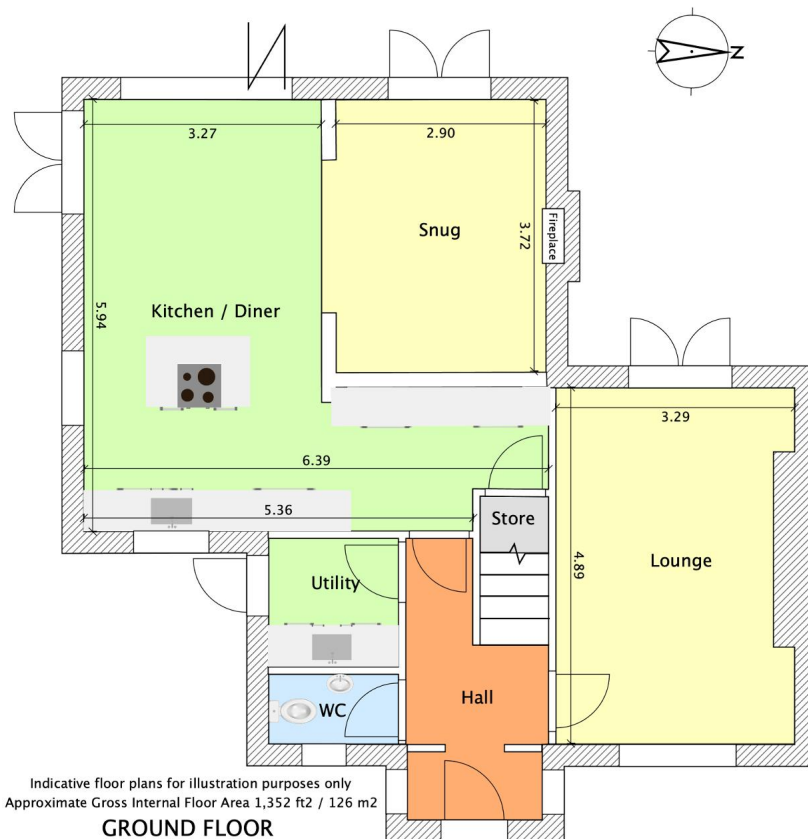 N
3.27
2.90
Snug
3.72
Fireplace
Kitchen / Diner
5.94
3.29
6.39
5.36
Store
Lounge
4.89
Utility
Hall
WC
Indicative floor plans for illustration purposes only
Approximate Gross Internal Floor Area 1,352 ft2 / 126 m2
GROUND FLOOR